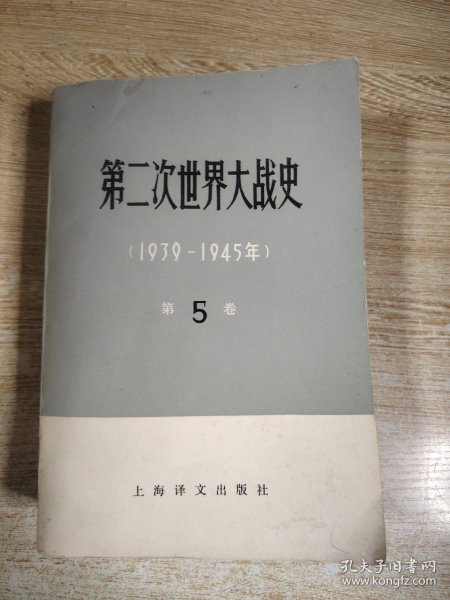 第二次世界大战史
(1939-1945年)
第 5 卷
上海译文出版社
孔夫子旧书网
www.kongfz.com